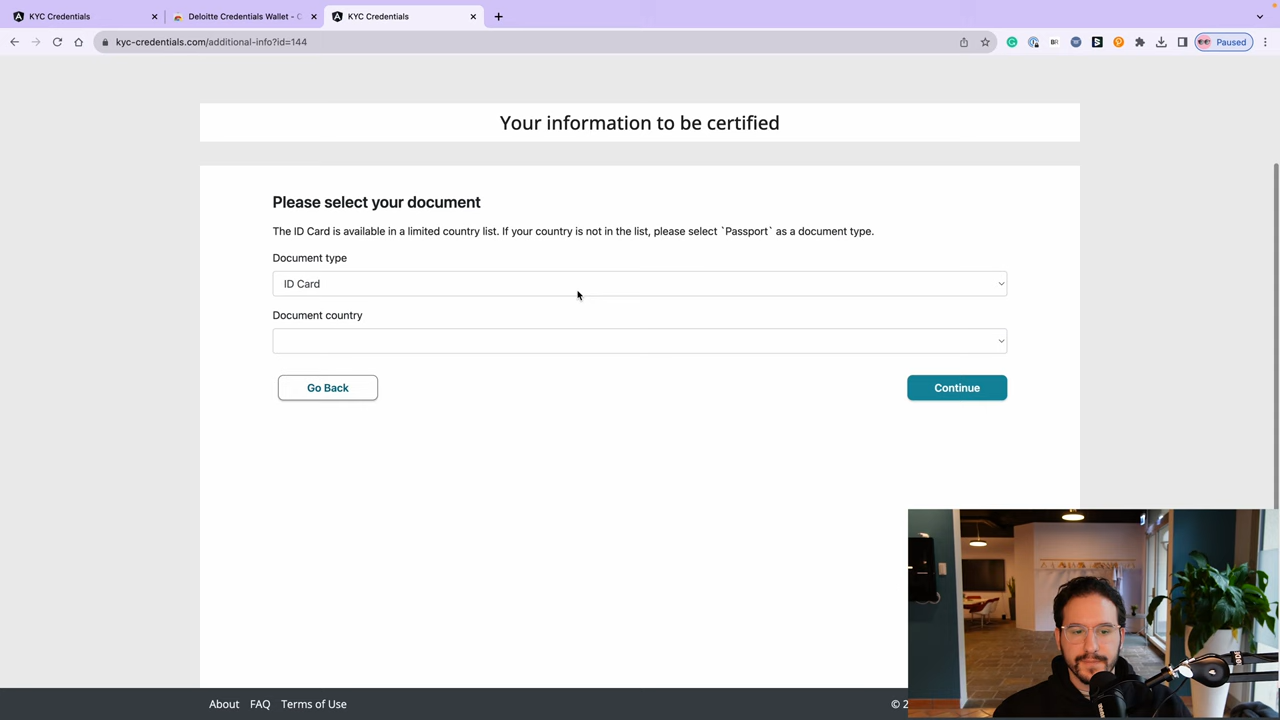 KYC Credentials
Deloitte Credentials Wallet - C
KYC Credentials
kyc-credentials.com/additional-info?id=144
BR
Paused
Your information to be certified
Please select your document
The ID Card is available in a limited country list. If your country is not in the list, please select `Passport` as a document type.
Document type
ID Card
Document country
Go Back
Continue
About
FAQ
Terms of Use
© 2